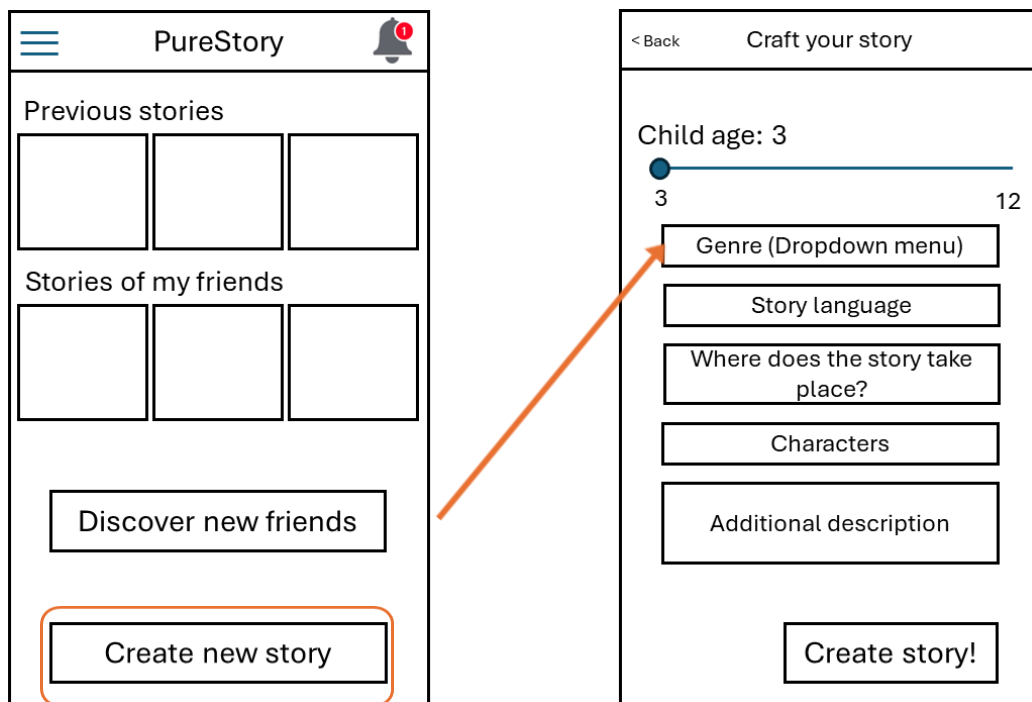 PureStory
1
Previous stories
Stories of my friends
Discover new friends
Create new story
< Back
Craft your story
Child age: 3
3
12
Genre (Dropdown menu)
Story language
Where does the story take
place?
Characters
Additional description
Create story!